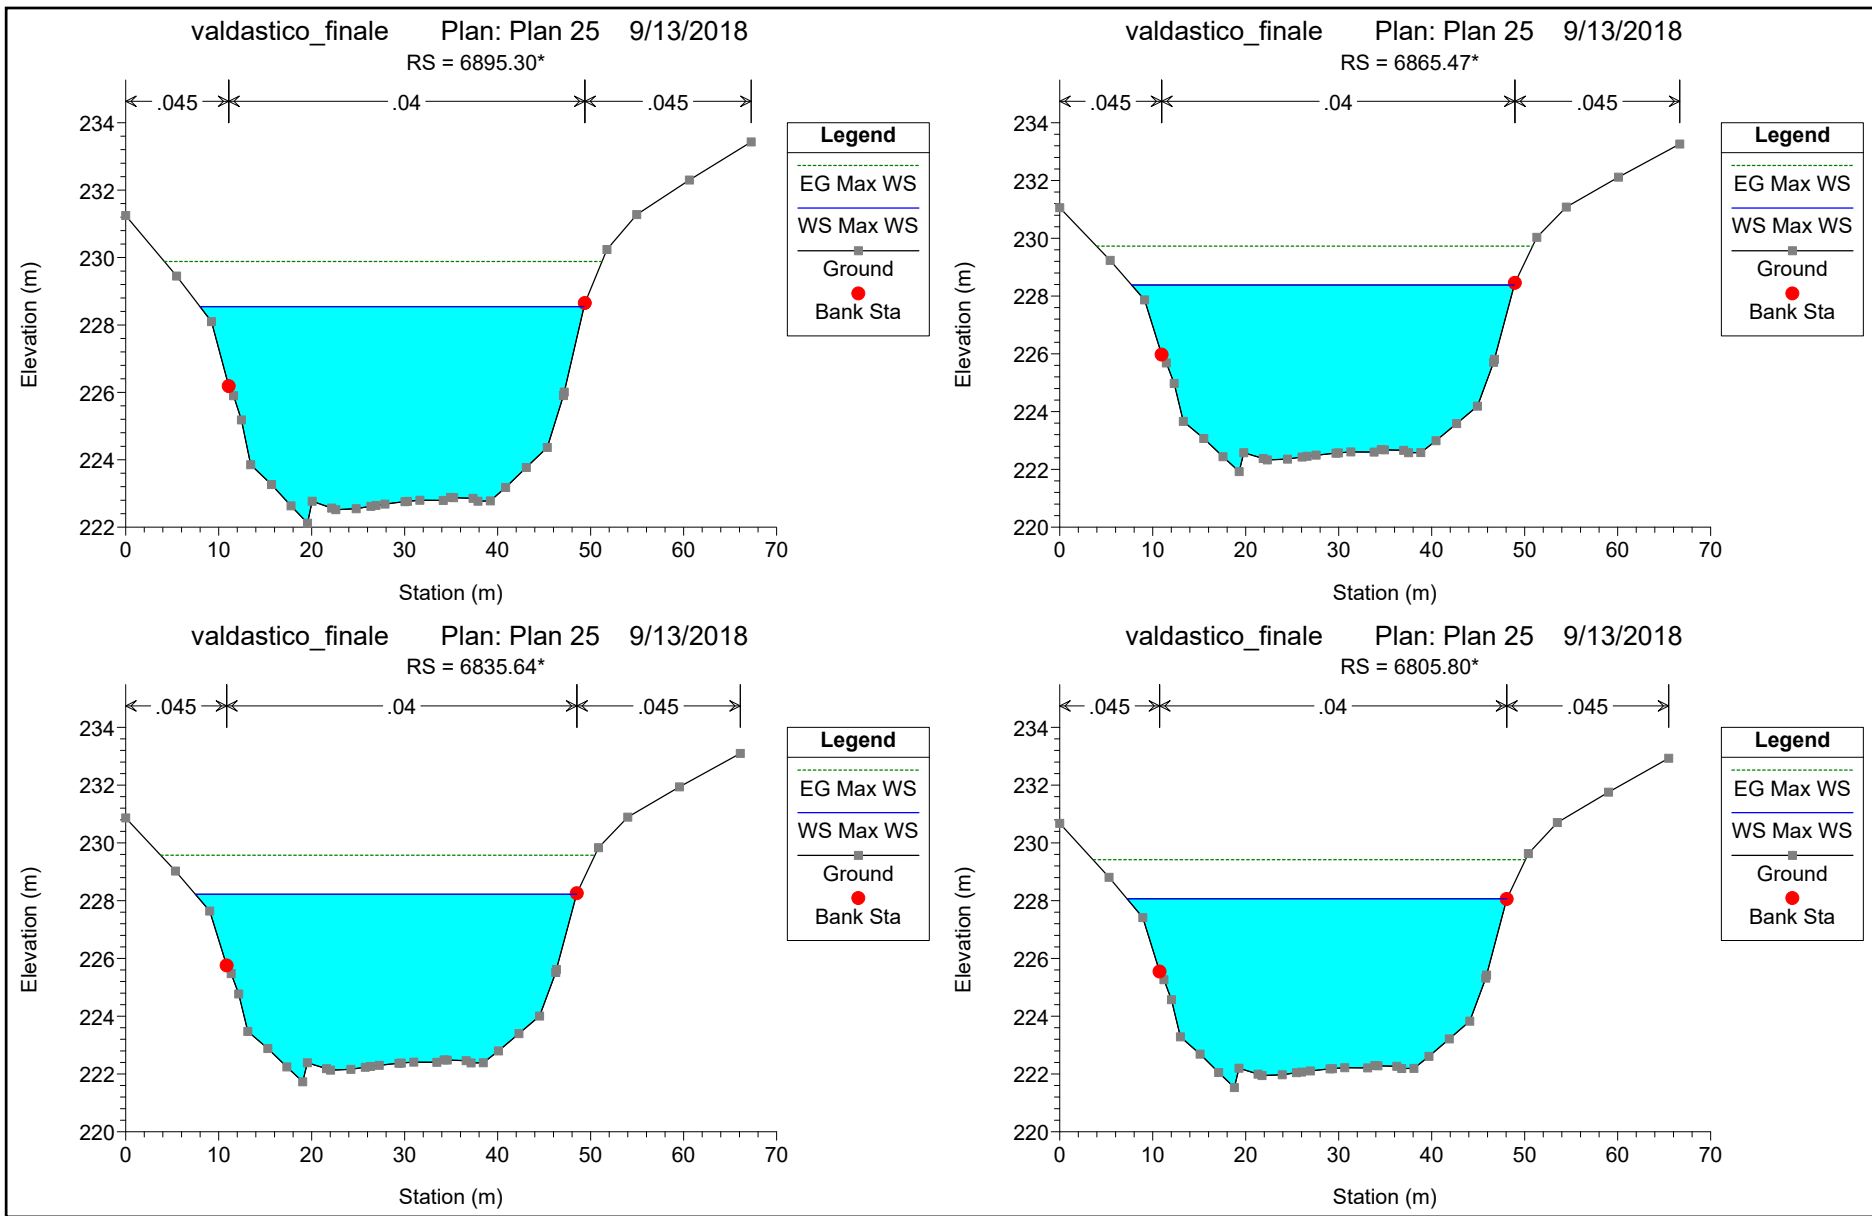 valdastico_finale Plan: Plan 25 9/13/2018
RS = 6895.30*
.045 .04 .045
234
232
230
228
226
224
222
Elevation (m)
0 10 20 30 40 50 60 70
Station (m)
Legend
EG Max WS
WS Max WS
Ground
Bank Sta
valdastico_finale Plan: Plan 25 9/13/2018
RS = 6865.47*
.045 .04 .045
234
232
230
228
226
224
222
220
Elevation (m)
0 10 20 30 40 50 60 70
Station (m)
Legend
EG Max WS
WS Max WS
Ground
Bank Sta
valdastico_finale Plan: Plan 25 9/13/2018
RS = 6835.64*
.045 .04 .045
234
232
230
228
226
224
222
220
Elevation (m)
0 10 20 30 40 50 60 70
Station (m)
Legend
EG Max WS
WS Max WS
Ground
Bank Sta
valdastico_finale Plan: Plan 25 9/13/2018
RS = 6805.80*
.045 .04 .045
234
232
230
228
226
224
222
220
Elevation (m)
0 10 20 30 40 50 60 70
Station (m)
Legend
EG Max WS
WS Max WS
Ground
Bank Sta